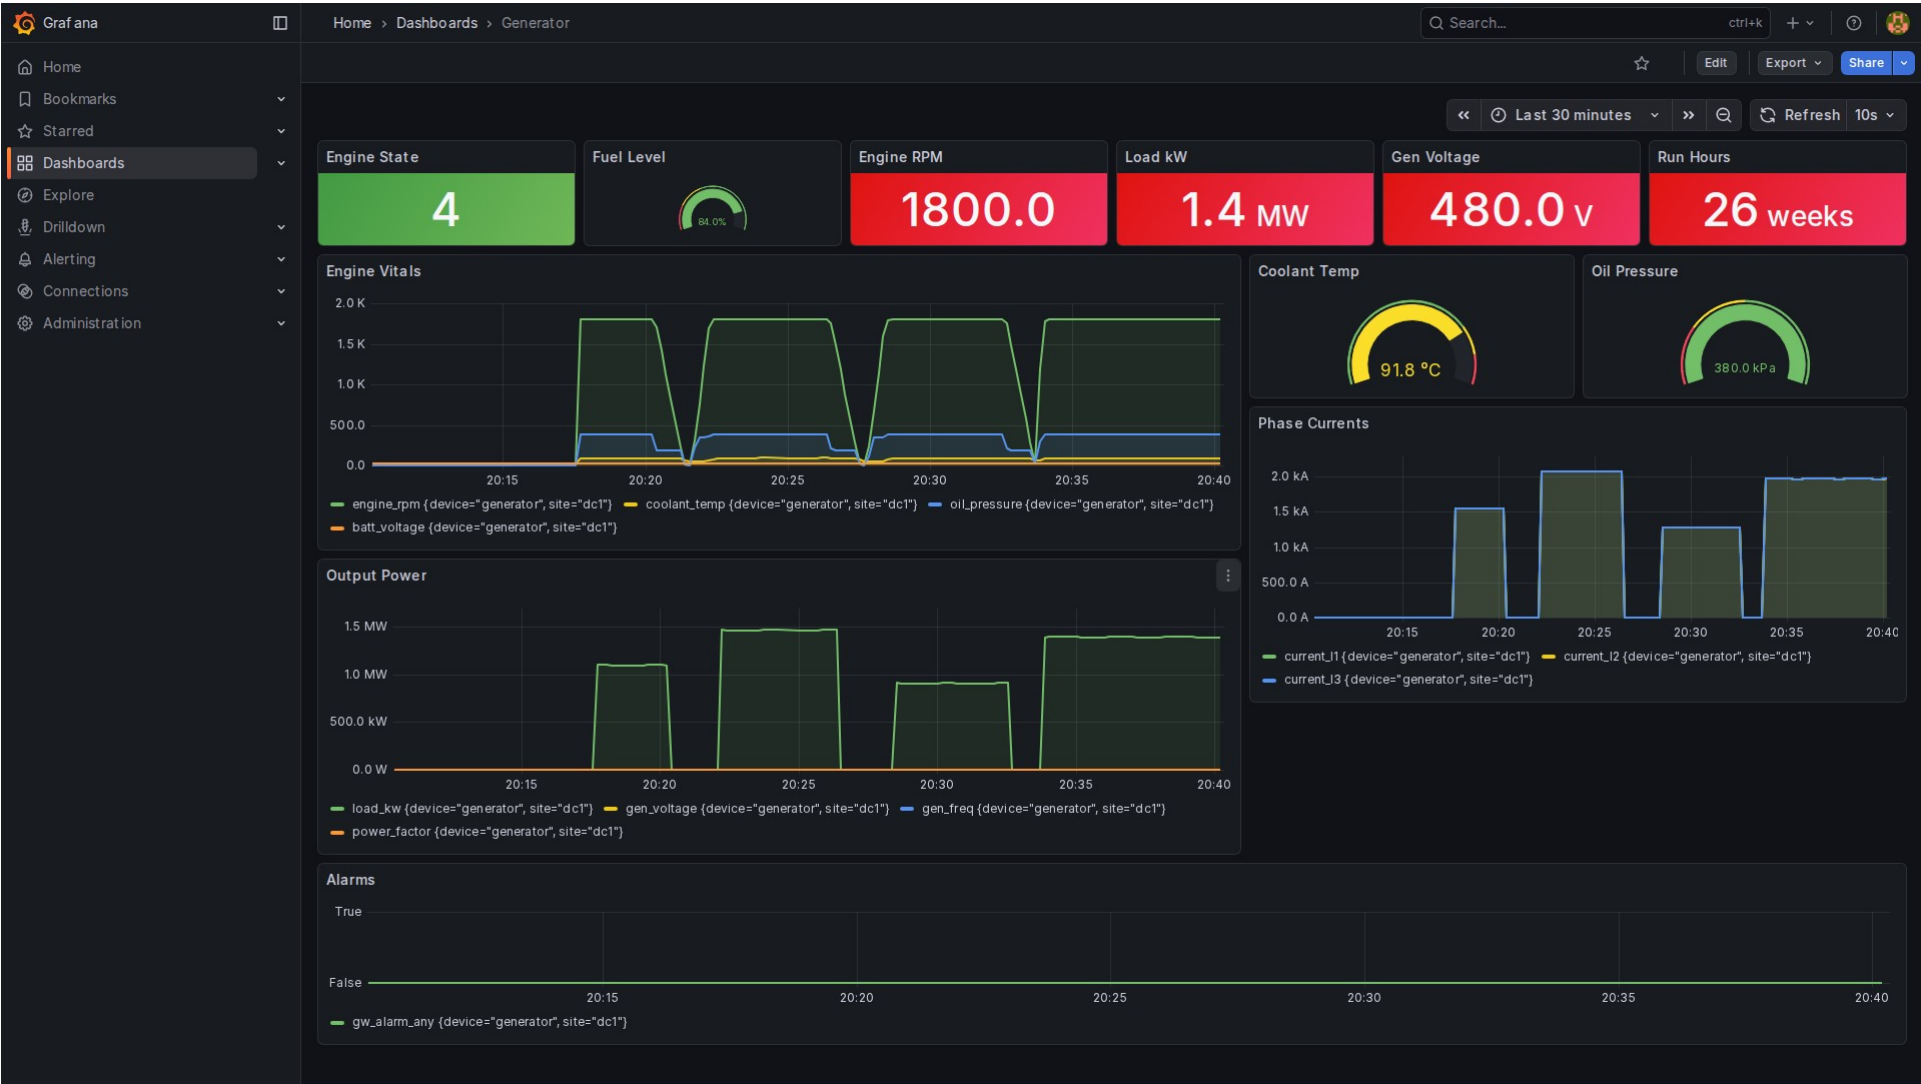 Grafana
Home › Dashboards › Generator
Search...
ctrl+k
Home
Bookmarks
Starred
Dashboards
Explore
Drilldown
Alerting
Connections
Administration
Edit
Export
Share
Last 30 minutes
Refresh
10s
Engine State
4
Fuel Level
84.0%
Engine RPM
1800.0
Load kW
1.4 MW
Gen Voltage
480.0 V
Run Hours
26 weeks
Engine Vitals
2.0 K
1.5 K
1.0 K
500.0
0.0
20:15 20:20 20:25 20:30 20:35 20:40
engine_rpm {device="generator", site="dc1"} coolant_temp {device="generator", site="dc1"} oil_pressure {device="generator", site="dc1"}
batt_voltage {device="generator", site="dc1"}
Coolant Temp
91.8 °C
Oil Pressure
380.0 kPa
Phase Currents
2.0 kA
1.5 kA
1.0 kA
500.0 A
0.0 A
20:15 20:20 20:25 20:30 20:35 20:40
current_l1 {device="generator", site="dc1"} current_l2 {device="generator", site="dc1"}
current_l3 {device="generator", site="dc1"}
Output Power
1.5 MW
1.0 MW
500.0 kW
0.0 W
20:15 20:20 20:25 20:30 20:35 20:40
load_kw {device="generator", site="dc1"} gen_voltage {device="generator", site="dc1"} gen_freq {device="generator", site="dc1"}
power_factor {device="generator", site="dc1"}
Alarms
True
False
20:15 20:20 20:25 20:30 20:35 20:40
gw_alarm_any {device="generator", site="dc1"}